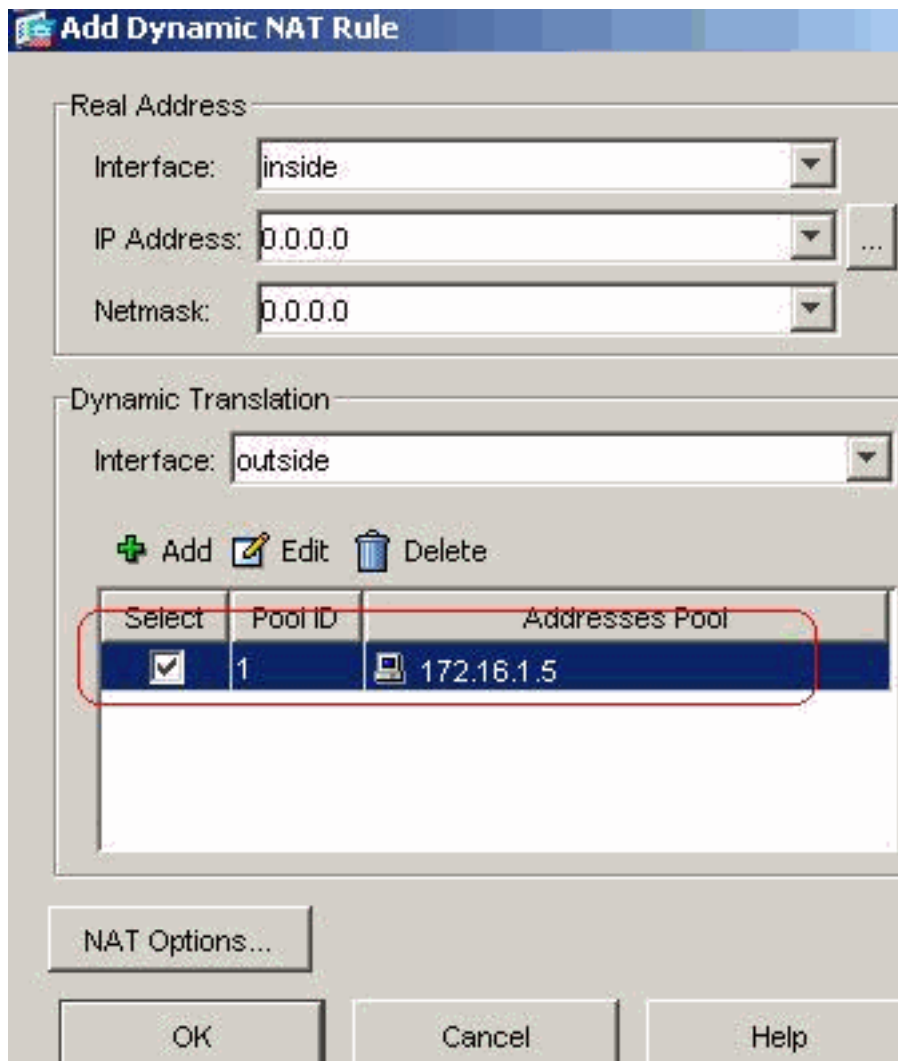 Add Dynamic NAT Rule
Real Address
Interface: inside
IP Address: 0.0.0.0 ...
Netmask: 0.0.0.0
Dynamic Translation
Interface: outside
Add Edit Delete
Select Pool ID Addresses Pool
1 172.16.1.5
NAT Options...
OK Cancel Help